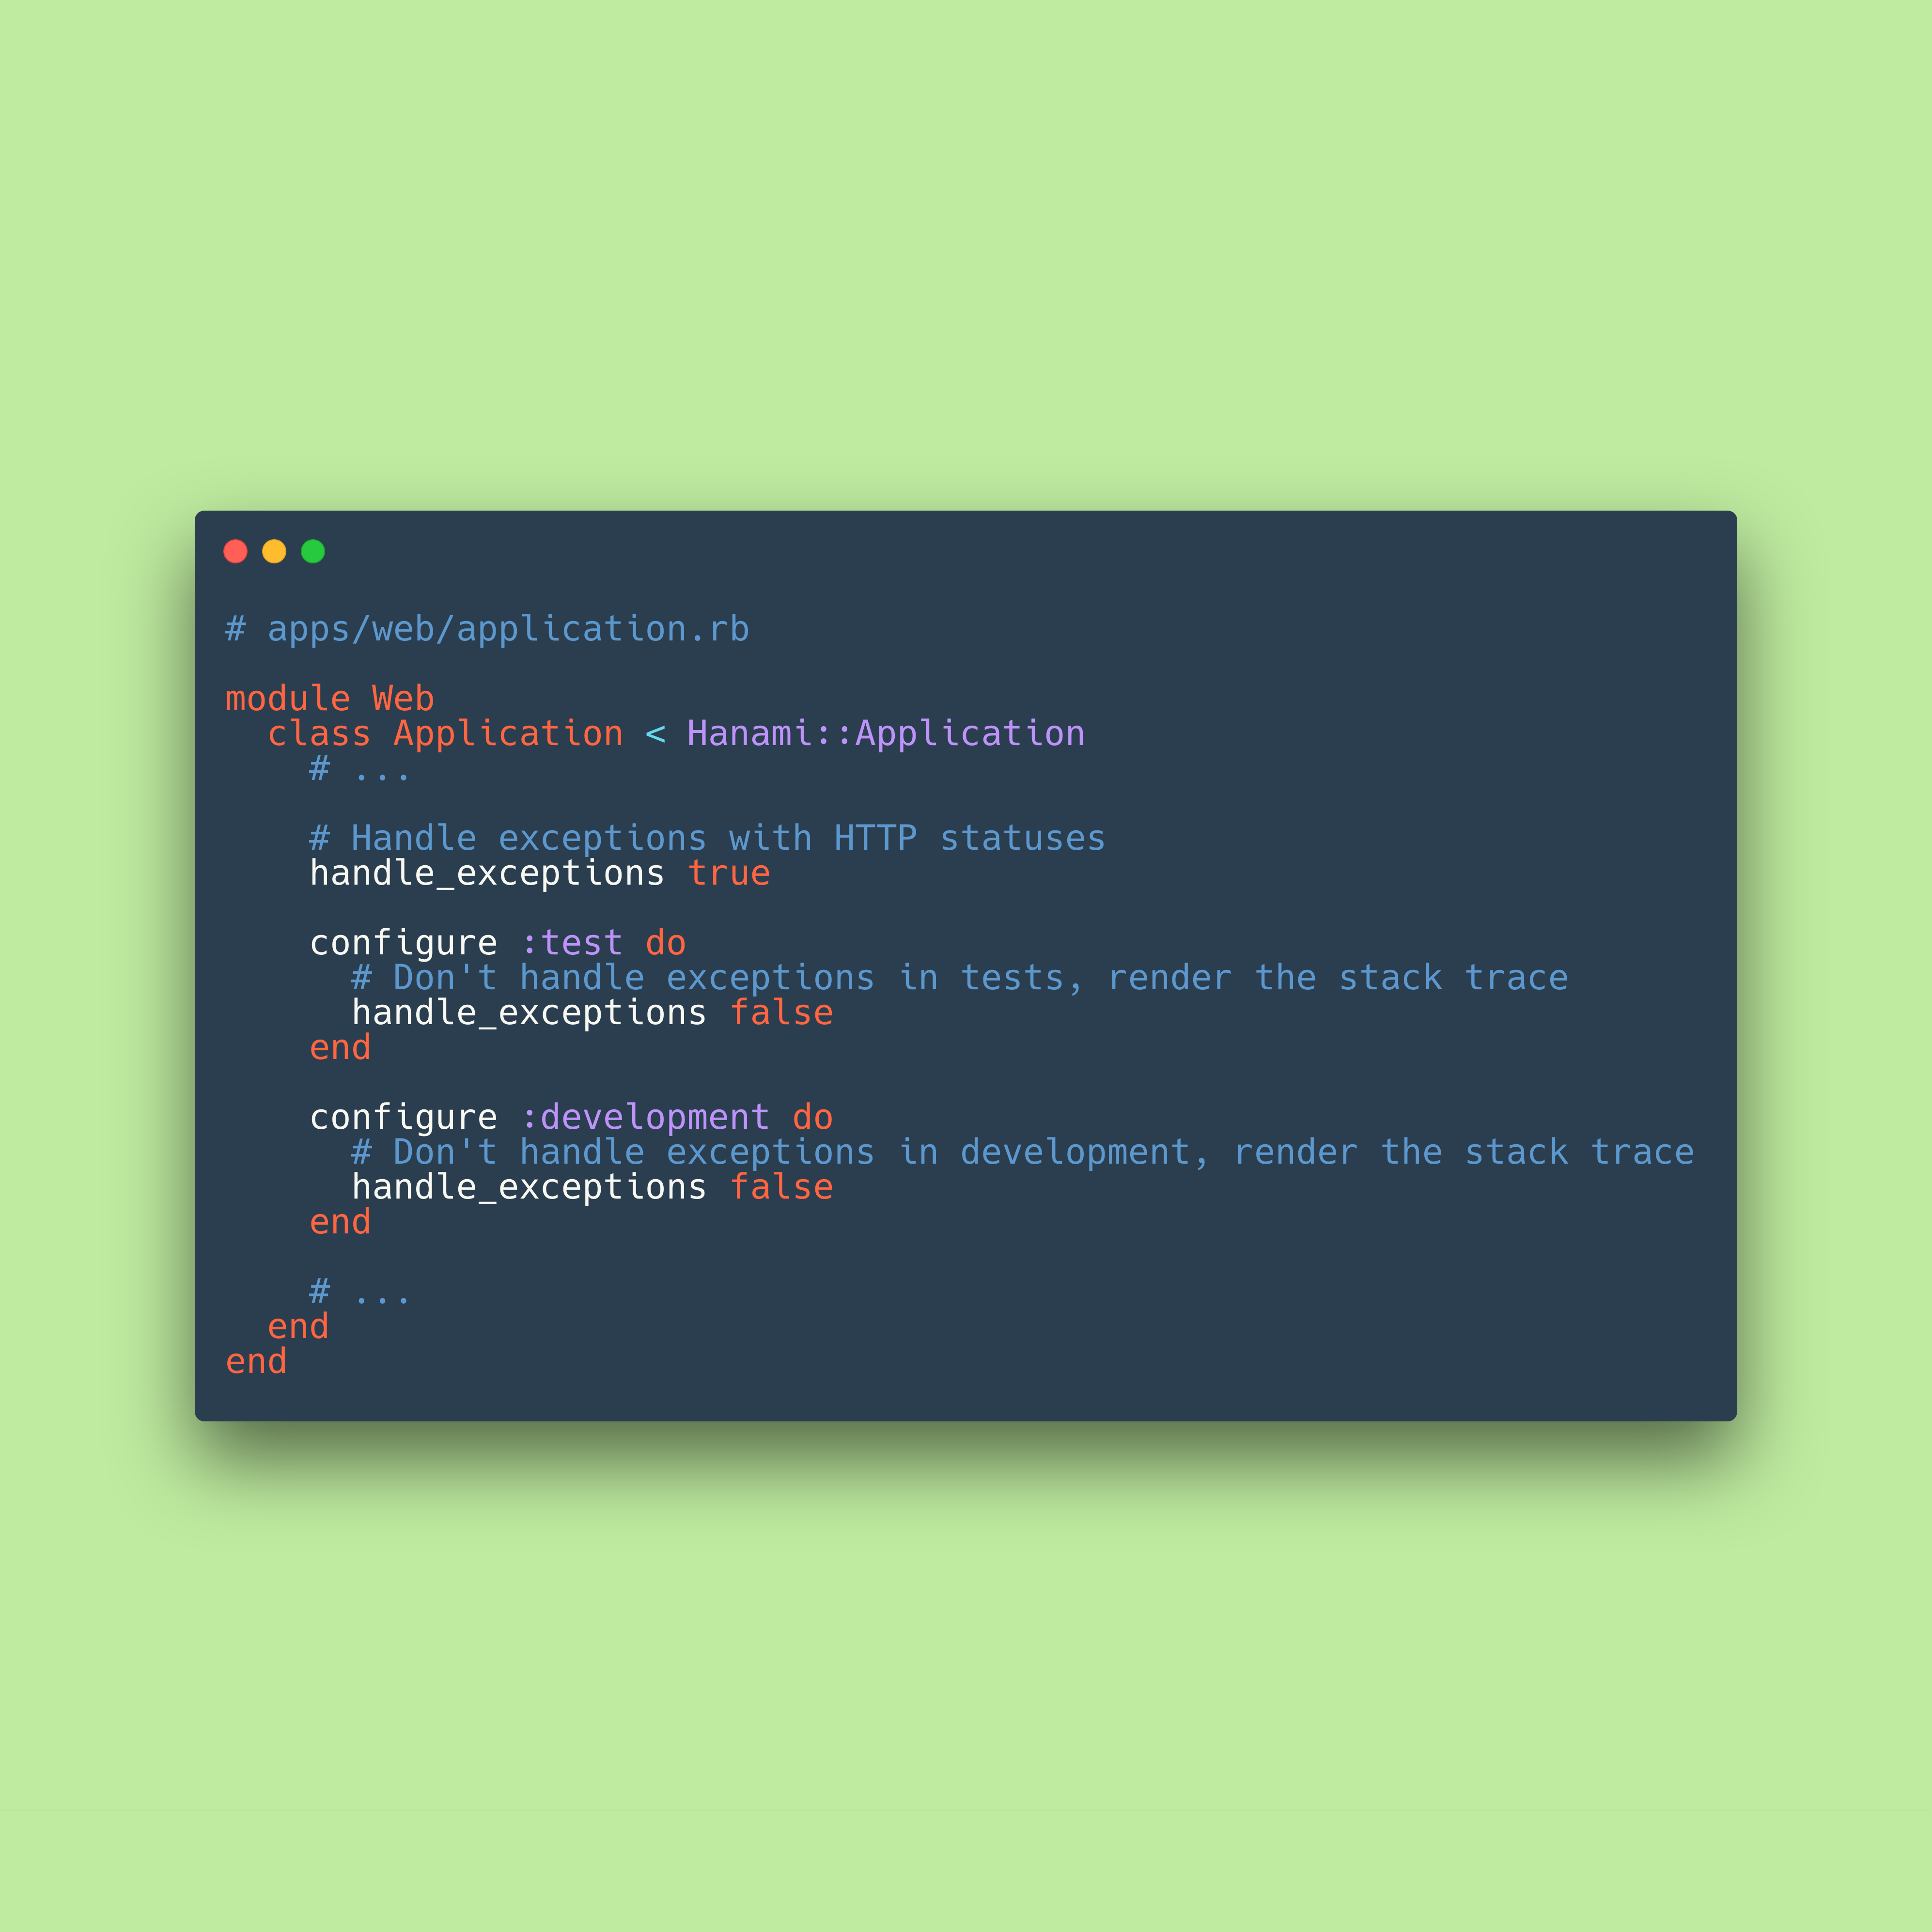 # apps/web/application.rb
module Web
  class Application < Hanami::Application
    # ...
    # Handle exceptions with HTTP statuses
    handle_exceptions true
    configure :test do
      # Don't handle exceptions in tests, render the stack trace
      handle_exceptions false
    end
    configure :development do
      # Don't handle exceptions in development, render the stack trace
      handle_exceptions false
    end
    # ...
  end
end